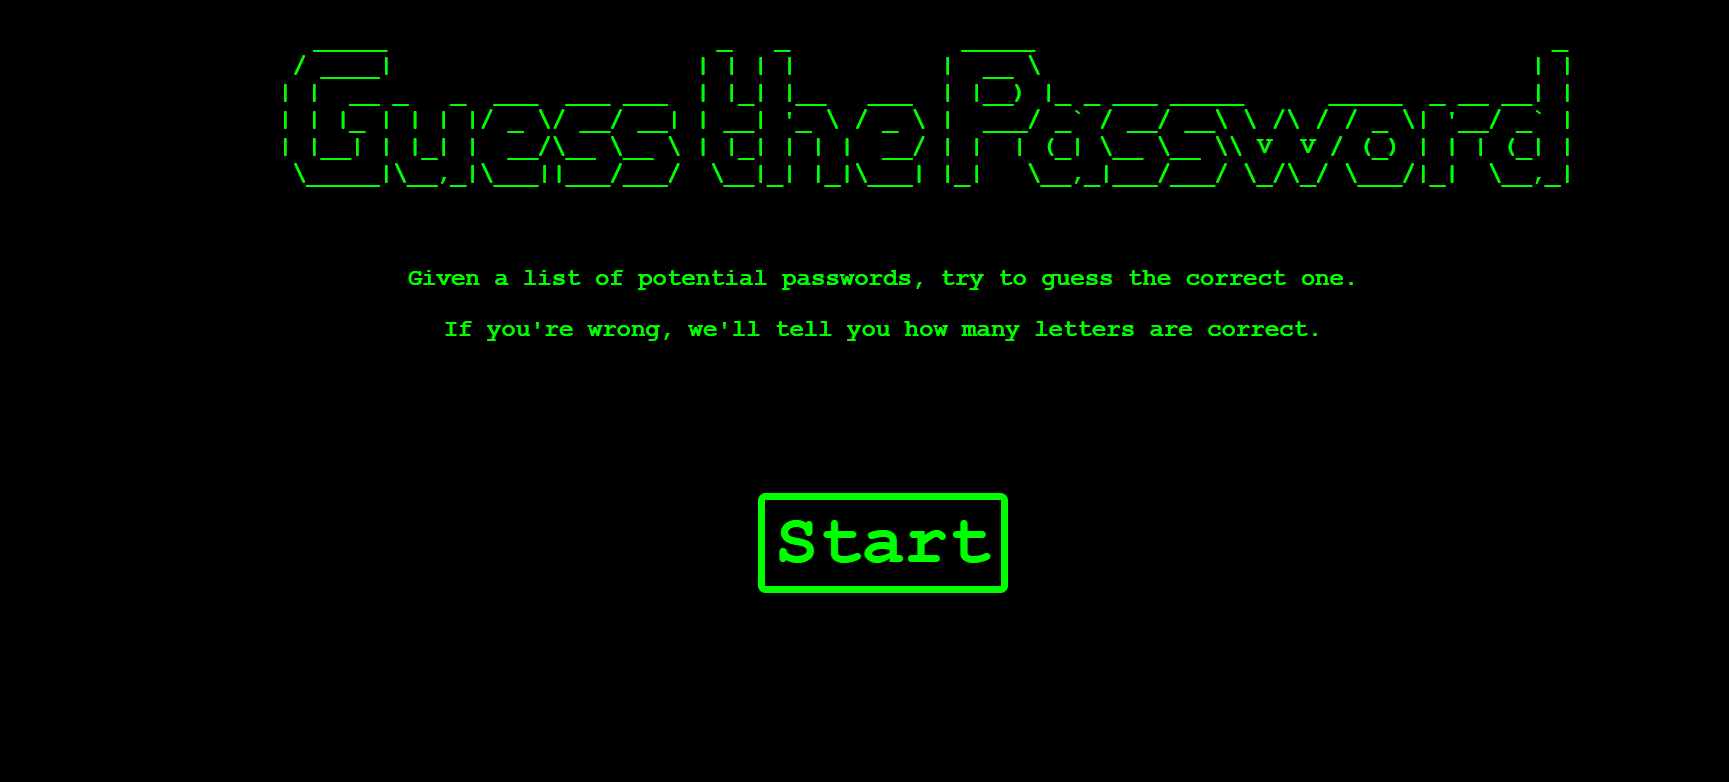 Guess the Password
Given a list of potential passwords, try to guess the correct one.
If you're wrong, we'll tell you how many letters are correct.
Start